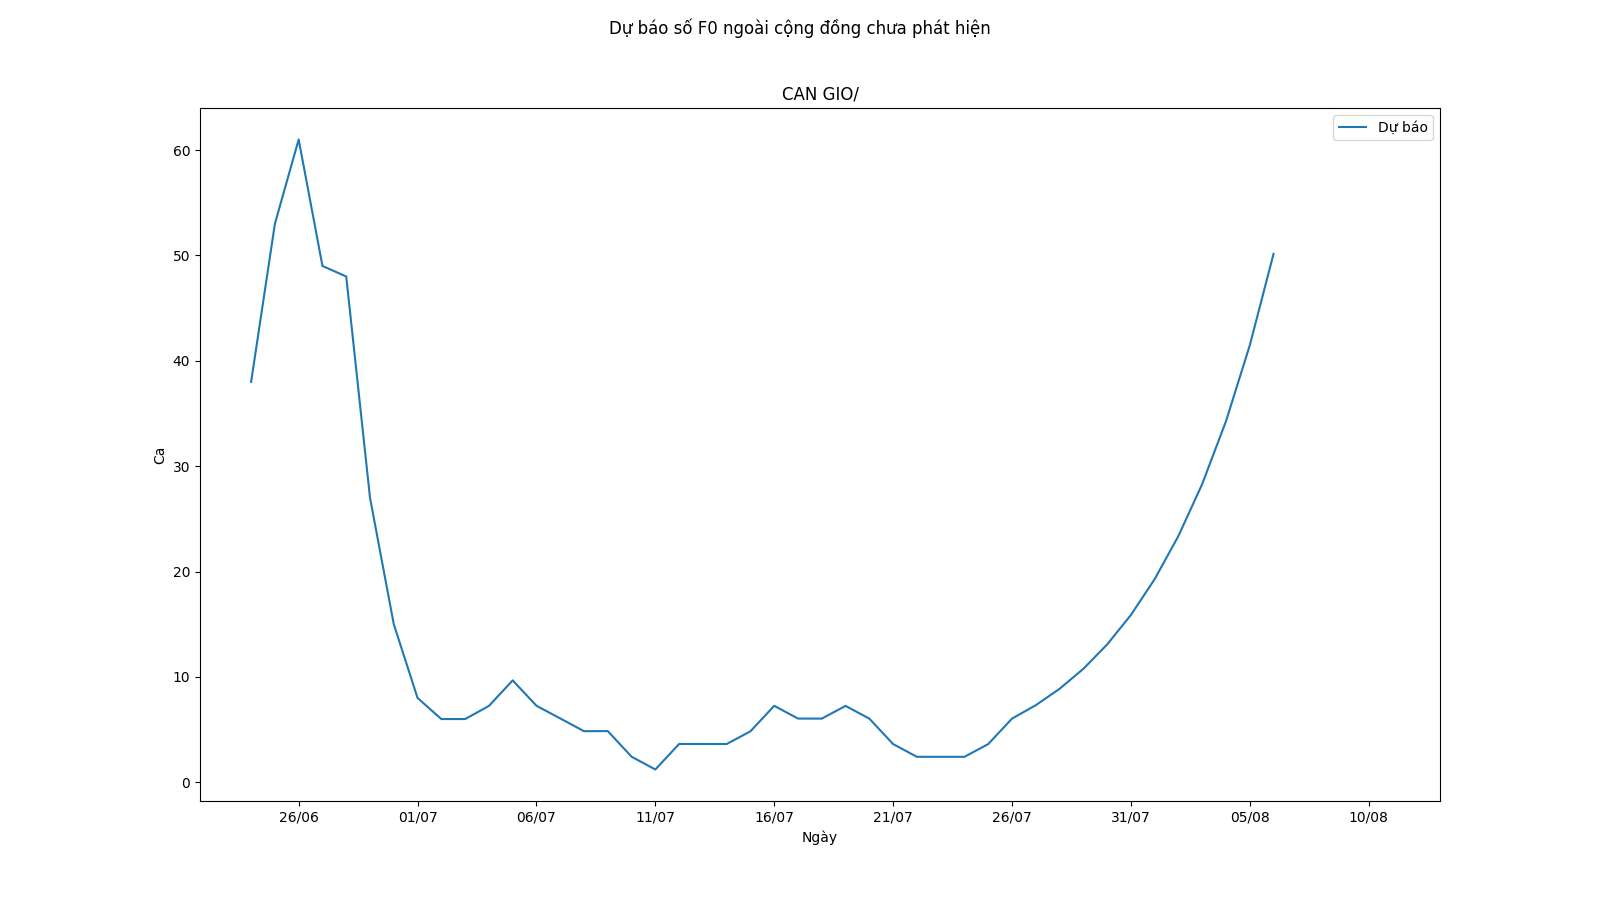 Dự báo số F0 ngoài cộng đồng chưa phát hiện
CAN GIO/
Dự báo
60
50
40
30
20
10
0
Ca
26/06 01/07 06/07 11/07 16/07 21/07 26/07 31/07 05/08 10/08
Ngày